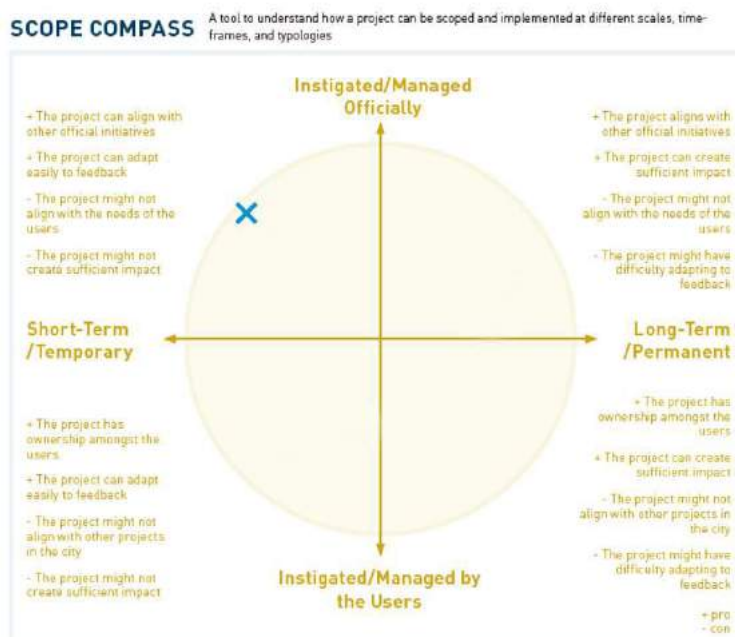 SCOPE COMPASS
A tool to understand how a project can be scoped and implemented at different scales, time-
frames, and typologies
Instigated/Managed
Officially
+ The project can align with
other official initiatives
+ The project can adapt
easily to feedback
- The project might not
align with the needs of the
users
- The project might not
create sufficient impact
+ The project aligns with
other official initiatives
+ The project can create
sufficient impact
- The project might not
align with the needs of the
users
- The project might have
difficulty adapting to
feedback
Short-Term
/Temporary
Long-Term
/Permanent
+ The project has
ownership amongst the
users
+ The project can adapt
easily to feedback
- The project might not
align with other projects
in the city
- The project might not
create sufficient impact
+ The project has
ownership amongst the
users
+ The project can create
sufficient impact
- The project might not
align with other projects in
the city
- The project might have
difficulty adapting to
feedback
Instigated/Managed by
the Users
+ pro
- con